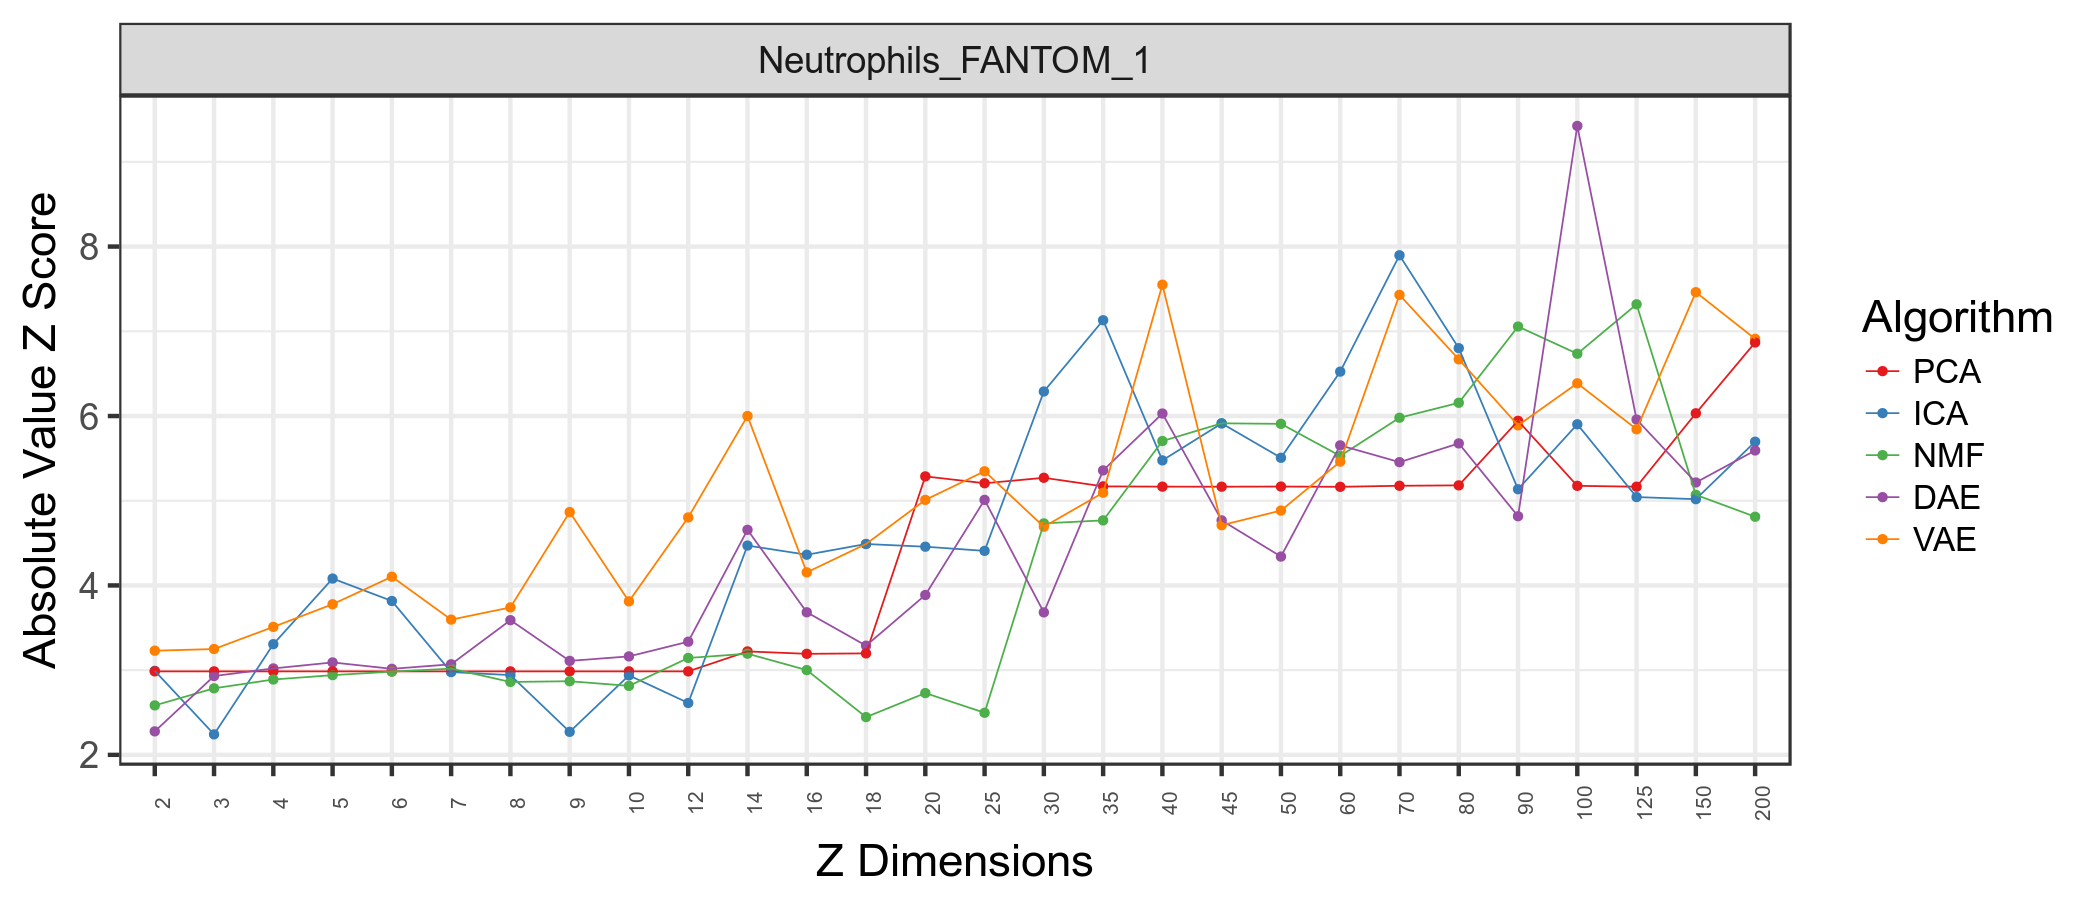 Neutrophils_FANTOM_1
Absolute Value Z Score
8
6
4
2
2 3 4 5 6 7 8 9 10 12 14 16 18 20 25 30 35 40 45 50 60 70 80 90 100 125 150 200
Z Dimensions
Algorithm
PCA
ICA
NMF
DAE
VAE